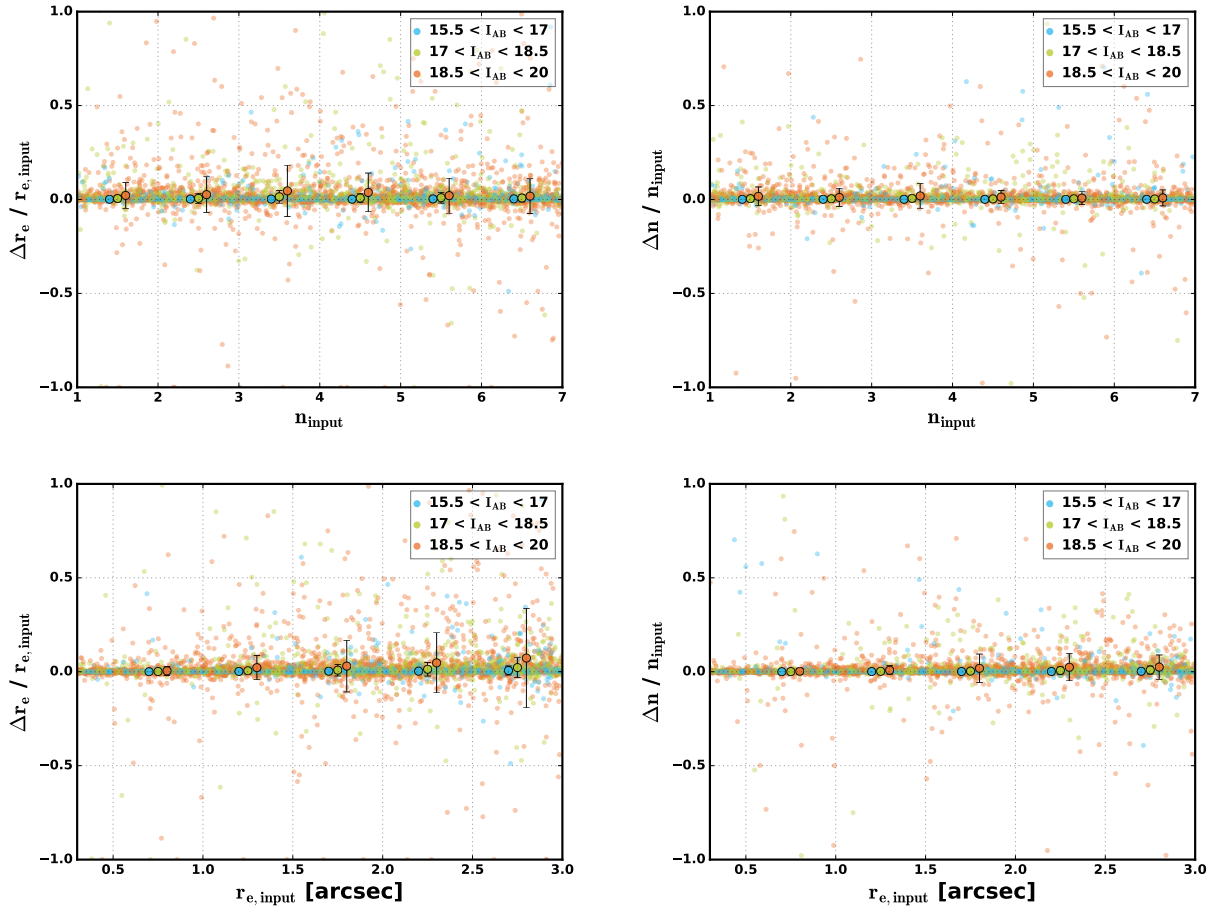 1.0
0.5
0.0
−0.5
−1.0
Δr_e / r_e,input
15.5 < I_AB < 17
17 < I_AB < 18.5
18.5 < I_AB < 20
1 2 3 4 5 6 7
n_input
1.0
0.5
0.0
−0.5
−1.0
Δn / n_input
15.5 < I_AB < 17
17 < I_AB < 18.5
18.5 < I_AB < 20
1 2 3 4 5 6 7
n_input
1.0
0.5
0.0
−0.5
−1.0
Δr_e / r_e,input
15.5 < I_AB < 17
17 < I_AB < 18.5
18.5 < I_AB < 20
0.5 1.0 1.5 2.0 2.5 3.0
r_e,input [arcsec]
1.0
0.5
0.0
−0.5
−1.0
Δn / n_input
15.5 < I_AB < 17
17 < I_AB < 18.5
18.5 < I_AB < 20
0.5 1.0 1.5 2.0 2.5 3.0
r_e,input [arcsec]